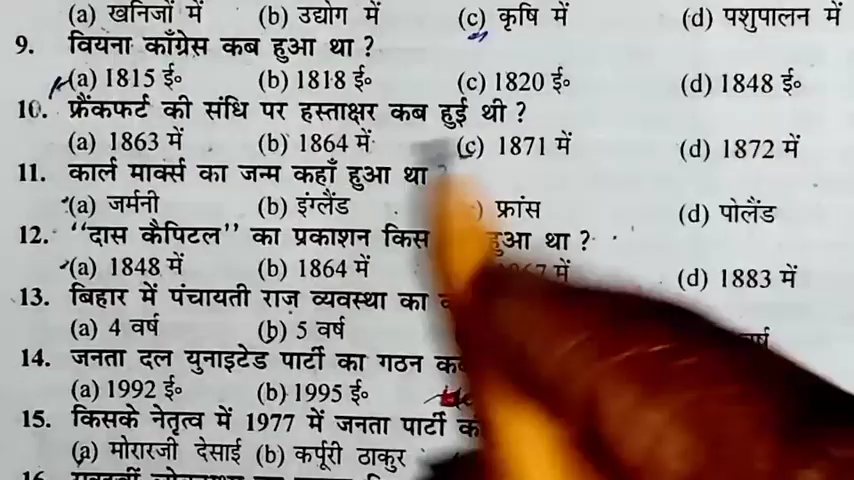 (a) खनिजों में (b) उद्योग में (c) कृषि में (d) पशुपालन में
9. वियना काँग्रेस कब हुआ था ?
(a) 1815 ई० (b) 1818 ई० (c) 1820 ई० (d) 1848 ई०
10. फ्रैंकफर्ट की संधि पर हस्ताक्षर कब हुई थी ?
(a) 1863 में (b) 1864 में (c) 1871 में (d) 1872 में
11. कार्ल मार्क्स का जन्म कहाँ हुआ था ?
(a) जर्मनी (b) इंग्लैंड ) फ्रांस (d) पोलैंड
12. “दास कैपिटल” का प्रकाशन किस हुआ था ?
(a) 1848 में (b) 1864 में में (d) 1883 में
13. बिहार में पंचायती राज व्यवस्था का
(a) 4 वर्ष (b) 5 वर्ष
14. जनता दल युनाइटेड पार्टी का गठन
(a) 1992 ई० (b) 1995 ई०
15. किसके नेतृत्व में 1977 में जनता पार्टी
(a) मोरारजी देसाई (b) कर्पूरी ठाकुर